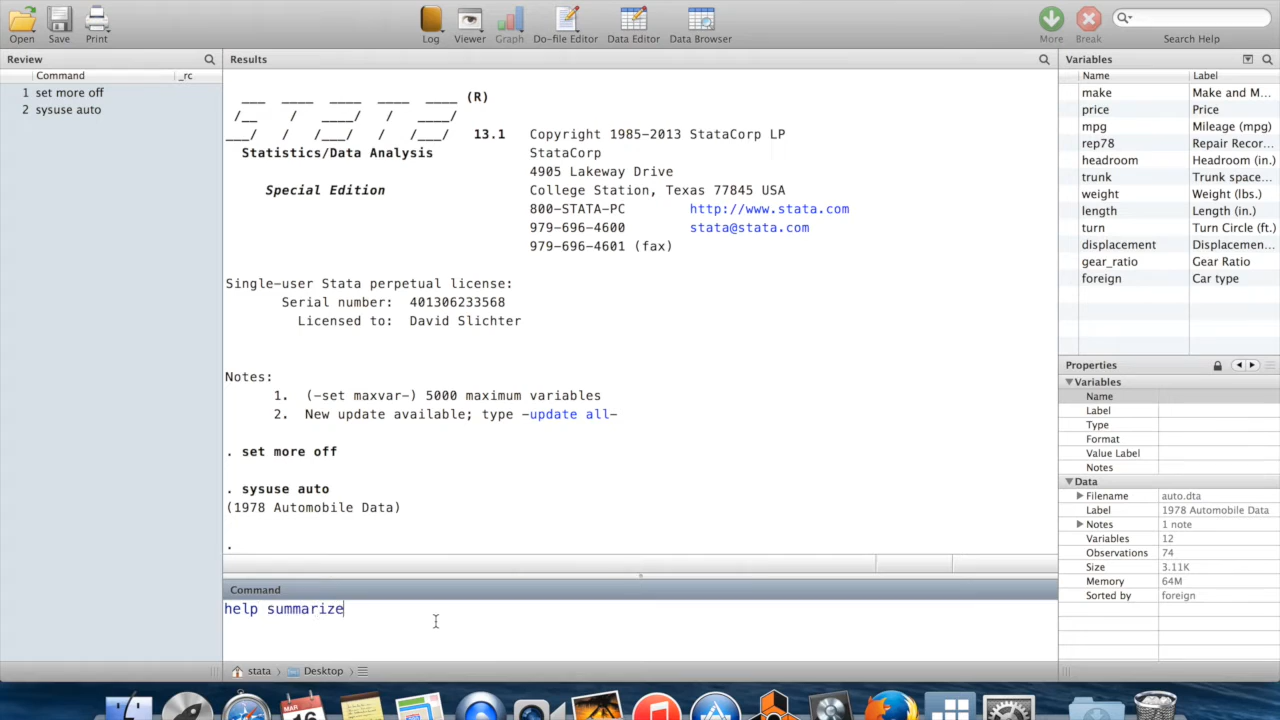 Open Save Print Log Viewer Graph Do-file Editor Data Editor Data Browser More Break Search Help
Review
Command _rc
1 set more off
2 sysuse auto
Results
(R)
13.1 Copyright 1985-2013 StataCorp LP
Statistics/Data Analysis StataCorp
4905 Lakeway Drive
Special Edition College Station, Texas 77845 USA
800-STATA-PC http://www.stata.com
979-696-4600 stata@stata.com
979-696-4601 (fax)
Single-user Stata perpetual license:
Serial number: 401306233568
Licensed to: David Slichter
Notes:
1. (-set maxvar-) 5000 maximum variables
2. New update available; type -update all-
. set more off
. sysuse auto
(1978 Automobile Data)
.
Command
help summarize
stata Desktop
Variables
Name Label
make Make and M...
price Price
mpg Mileage (mpg)
rep78 Repair Recor...
headroom Headroom (in.)
trunk Trunk space...
weight Weight (lbs.)
length Length (in.)
turn Turn Circle (ft.)
displacement Displacemen...
gear_ratio Gear Ratio
foreign Car type
Properties
Variables
Name
Label
Type
Format
Value Label
Notes
Data
Filename auto.dta
Label 1978 Automobile Data
Notes 1 note
Variables 12
Observations 74
Size 3.11K
Memory 64M
Sorted by foreign
MAR
16